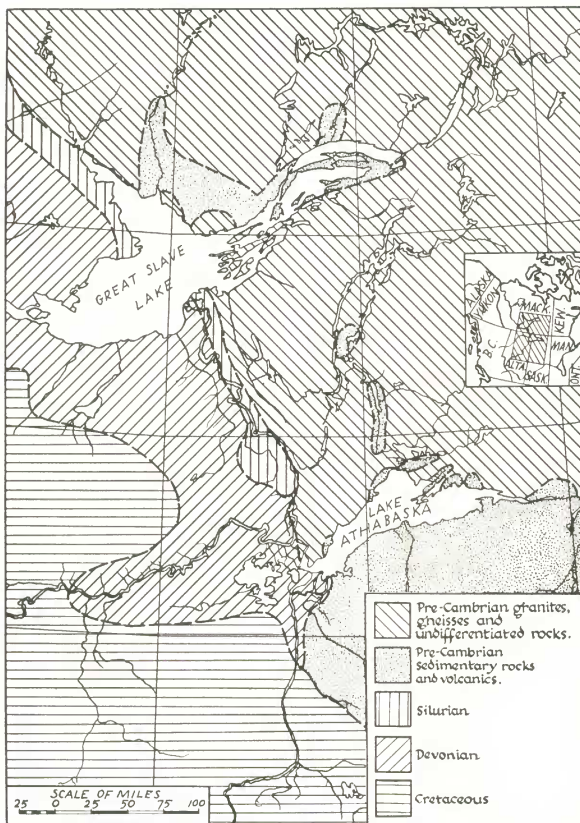 GREAT SLAVE
LAKE
ALASKA
YUKON
MACK.
KEW
B.C.
ALTA
SASK
MAN
ONT
LAKE
ATHABASKA
Pre-Cambrian granites,
gneisses and
undifferentiated rocks.
Pre-Cambrian
sedimentary rocks
and volcanics.
Silurian
Devonian
Cretaceous
SCALE OF MILES
25 0 25 50 75 100